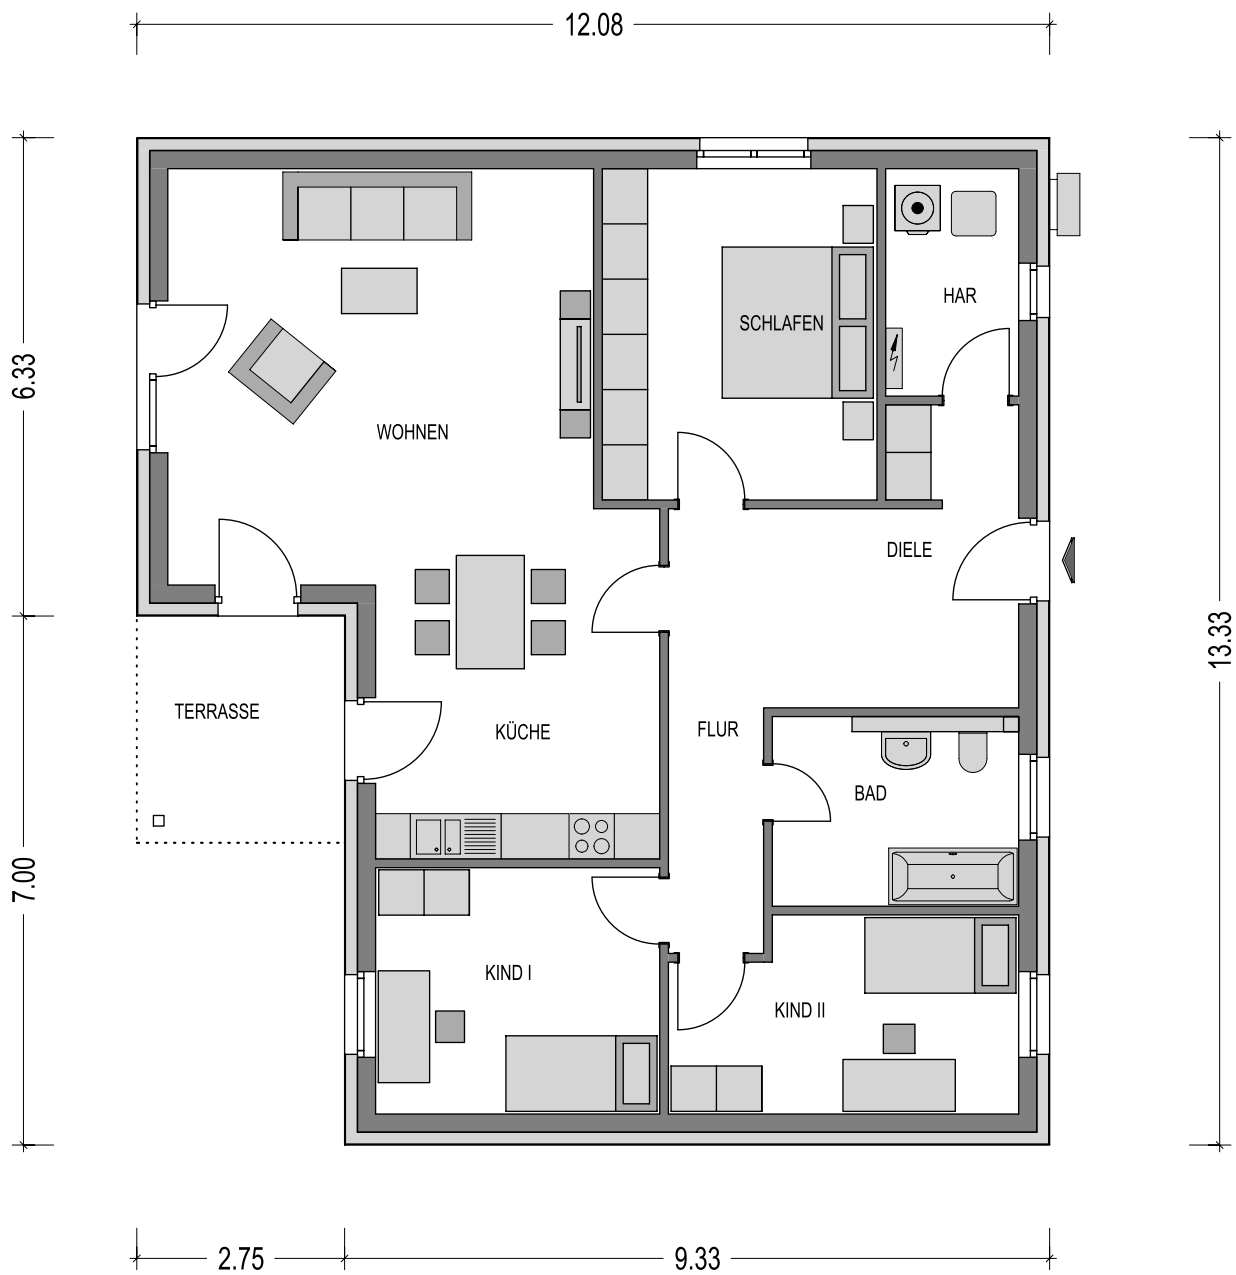 12.08
HAR
SCHLAFEN
6.33
WOHNEN
DIELE
13.33
TERRASSE
FLUR
KÜCHE
BAD
7.00
KIND I
KIND II
2.75
9.33